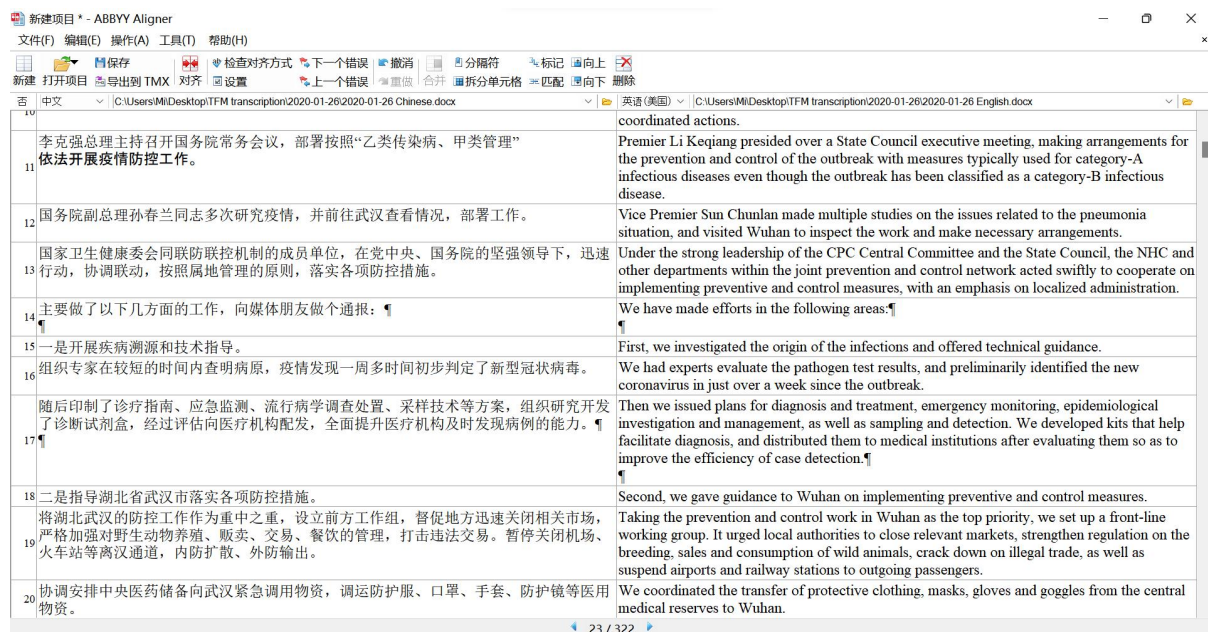 新建项目 * - ABBYY Aligner
文件(F) 编辑(E) 操作(A) 工具(T) 帮助(H)
保存 检查对齐方式 下一个错误 撤消 分隔符 标记 向上
新建 打开项目 导出到 TMX 对齐 设置 上一个错误 重做 合并 拆分单元格 匹配 向下 删除
否 中文 C:\Users\Mi\Desktop\TFM transcription\2020-01-26\2020-01-26 Chinese.docx 英语(美国) C:\Users\Mi\Desktop\TFM transcription\2020-01-26\2020-01-26 English.docx
10
coordinated actions.
11
李克强总理主持召开国务院常务会议，部署按照“乙类传染病、甲类管理”
依法开展疫情防控工作。
Premier Li Keqiang presided over a State Council executive meeting, making arrangements for
the prevention and control of the outbreak with measures typically used for category-A
infectious diseases even though the outbreak has been classified as a category-B infectious
disease.
12
国务院副总理孙春兰同志多次研究疫情，并前往武汉查看情况，部署工作。
Vice Premier Sun Chunlan made multiple studies on the issues related to the pneumonia
situation, and visited Wuhan to inspect the work and make necessary arrangements.
13
国家卫生健康委会同联防联控机制的成员单位，在党中央、国务院的坚强领导下，迅速
行动，协调联动，按照属地管理的原则，落实各项防控措施。
Under the strong leadership of the CPC Central Committee and the State Council, the NHC and
other departments within the joint prevention and control network acted swiftly to cooperate on
implementing preventive and control measures, with an emphasis on localized administration.
14
主要做了以下几方面的工作，向媒体朋友做个通报：¶
¶
We have made efforts in the following areas:¶
¶
15
一是开展疾病溯源和技术指导。
First, we investigated the origin of the infections and offered technical guidance.
16
组织专家在较短的时间内查明病原，疫情发现一周多时间初步判定了新型冠状病毒。
We had experts evaluate the pathogen test results, and preliminarily identified the new
coronavirus in just over a week since the outbreak.
17
随后印制了诊疗指南、应急监测、流行病学调查处置、采样技术等方案，组织研究开发
了诊断试剂盒，经过评估向医疗机构配发，全面提升医疗机构及时发现病例的能力。¶
¶
Then we issued plans for diagnosis and treatment, emergency monitoring, epidemiological
investigation and management, as well as sampling and detection. We developed kits that help
facilitate diagnosis, and distributed them to medical institutions after evaluating them so as to
improve the efficiency of case detection.¶
¶
18
二是指导湖北省武汉市落实各项防控措施。
Second, we gave guidance to Wuhan on implementing preventive and control measures.
19
将湖北武汉的防控工作作为重中之重，设立前方工作组，督促地方迅速关闭相关市场，
严格加强对野生动物养殖、贩卖、交易、餐饮的管理，打击违法交易。暂停关闭机场、
火车站等离汉通道，内防扩散、外防输出。
Taking the prevention and control work in Wuhan as the top priority, we set up a front-line
working group. It urged local authorities to close relevant markets, strengthen regulation on the
breeding, sales and consumption of wild animals, crack down on illegal trade, as well as
suspend airports and railway stations to outgoing passengers.
20
协调安排中央医药储备向武汉紧急调用物资，调运防护服、口罩、手套、防护镜等医用
物资。
We coordinated the transfer of protective clothing, masks, gloves and goggles from the central
medical reserves to Wuhan.
23 / 322